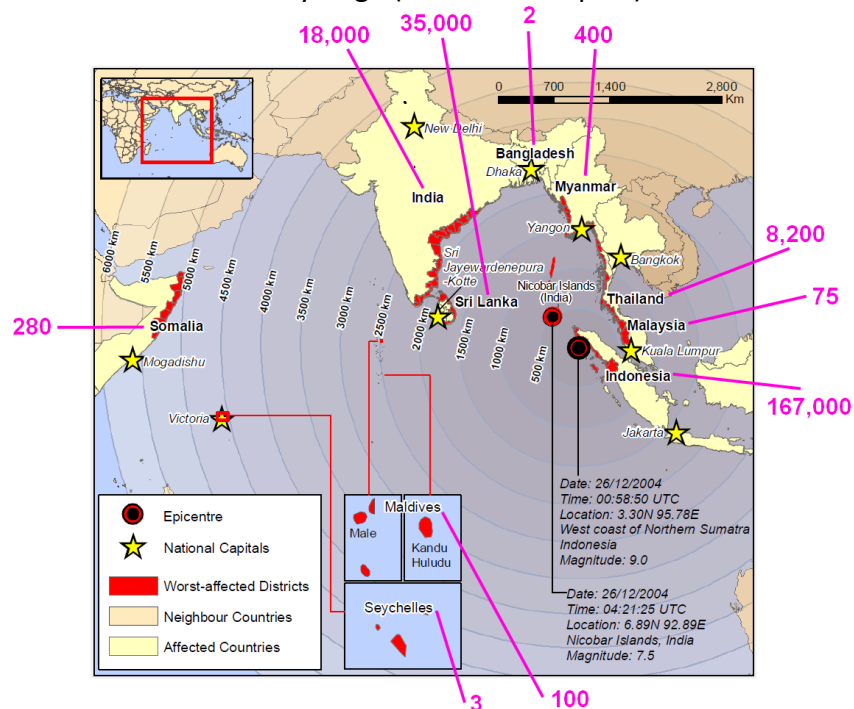 35,000
2
18,000
400
0 700 1,400 2,800
Km
New Delhi
Bangladesh
Dhaka
Myanmar
India
Yangon
8,200
Sri
Jayewardenepura
-Kotte
Bangkok
Nicobar Islands
(India)
Thailand
Sri Lanka
Malaysia
75
280
Somalia
6000 km
5500 km
5000 km
4500 km
4000 km
3500 km
3000 km
2500 km
2000 km
1500 km
1000 km
500 km
Kuala Lumpur
Mogadishu
Indonesia
167,000
Victoria
Jakarta
Date: 26/12/2004
Time: 00:58:50 UTC
Location: 3.30N 95.78E
West coast of Northern Sumatra
Indonesia
Magnitude: 9.0
Date: 26/12/2004
Time: 04:21:25 UTC
Location: 6.89N 92.89E
Nicobar Islands, India
Magnitude: 7.5
Maldives
Male
Kandu
Huludu
Seychelles
Epicentre
National Capitals
Worst-affected Districts
Neighbour Countries
Affected Countries
3
100